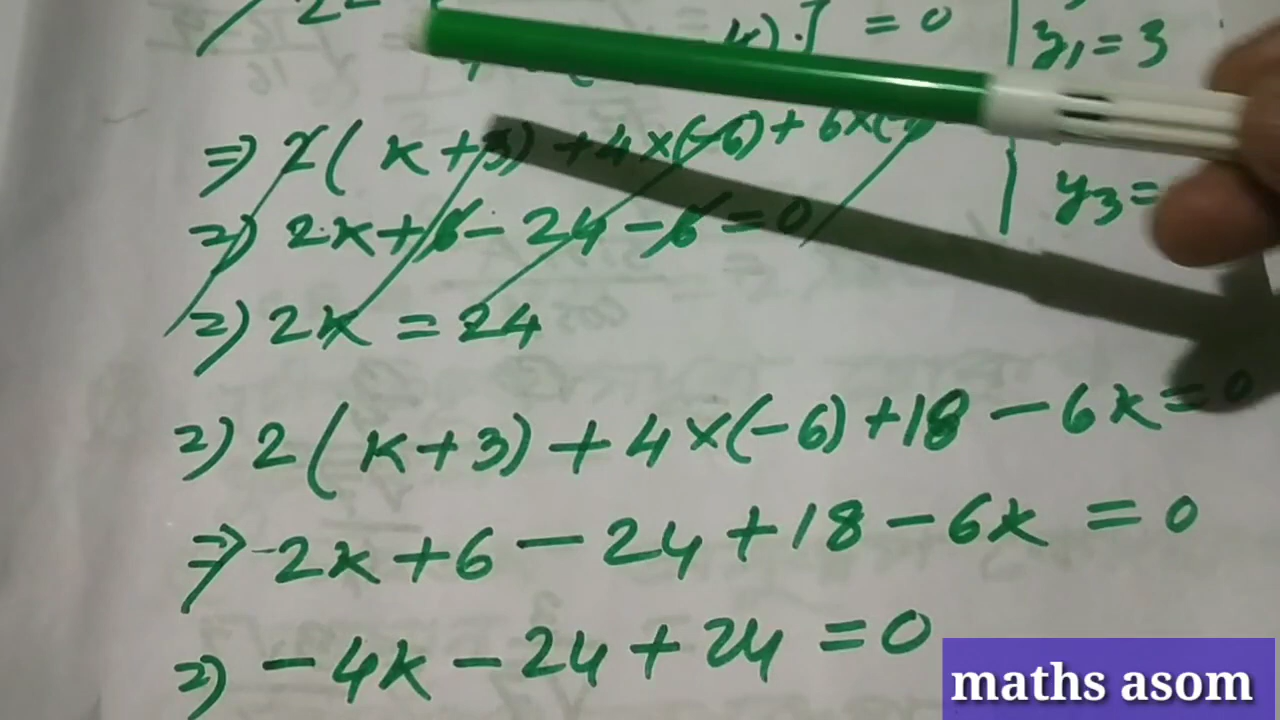 = 0
y₁ = 3
⇒ 2(k+3) + 4×(-6) + 6×(
y₃ =
⇒ 2k + 6 - 24 - 6 = 0
⇒ 2k = 24
⇒ 2(k+3) + 4×(-6) + 18 - 6k = 0
⇒ 2k + 6 - 24 + 18 - 6k = 0
⇒ -4k - 24 + 24 = 0
maths asom